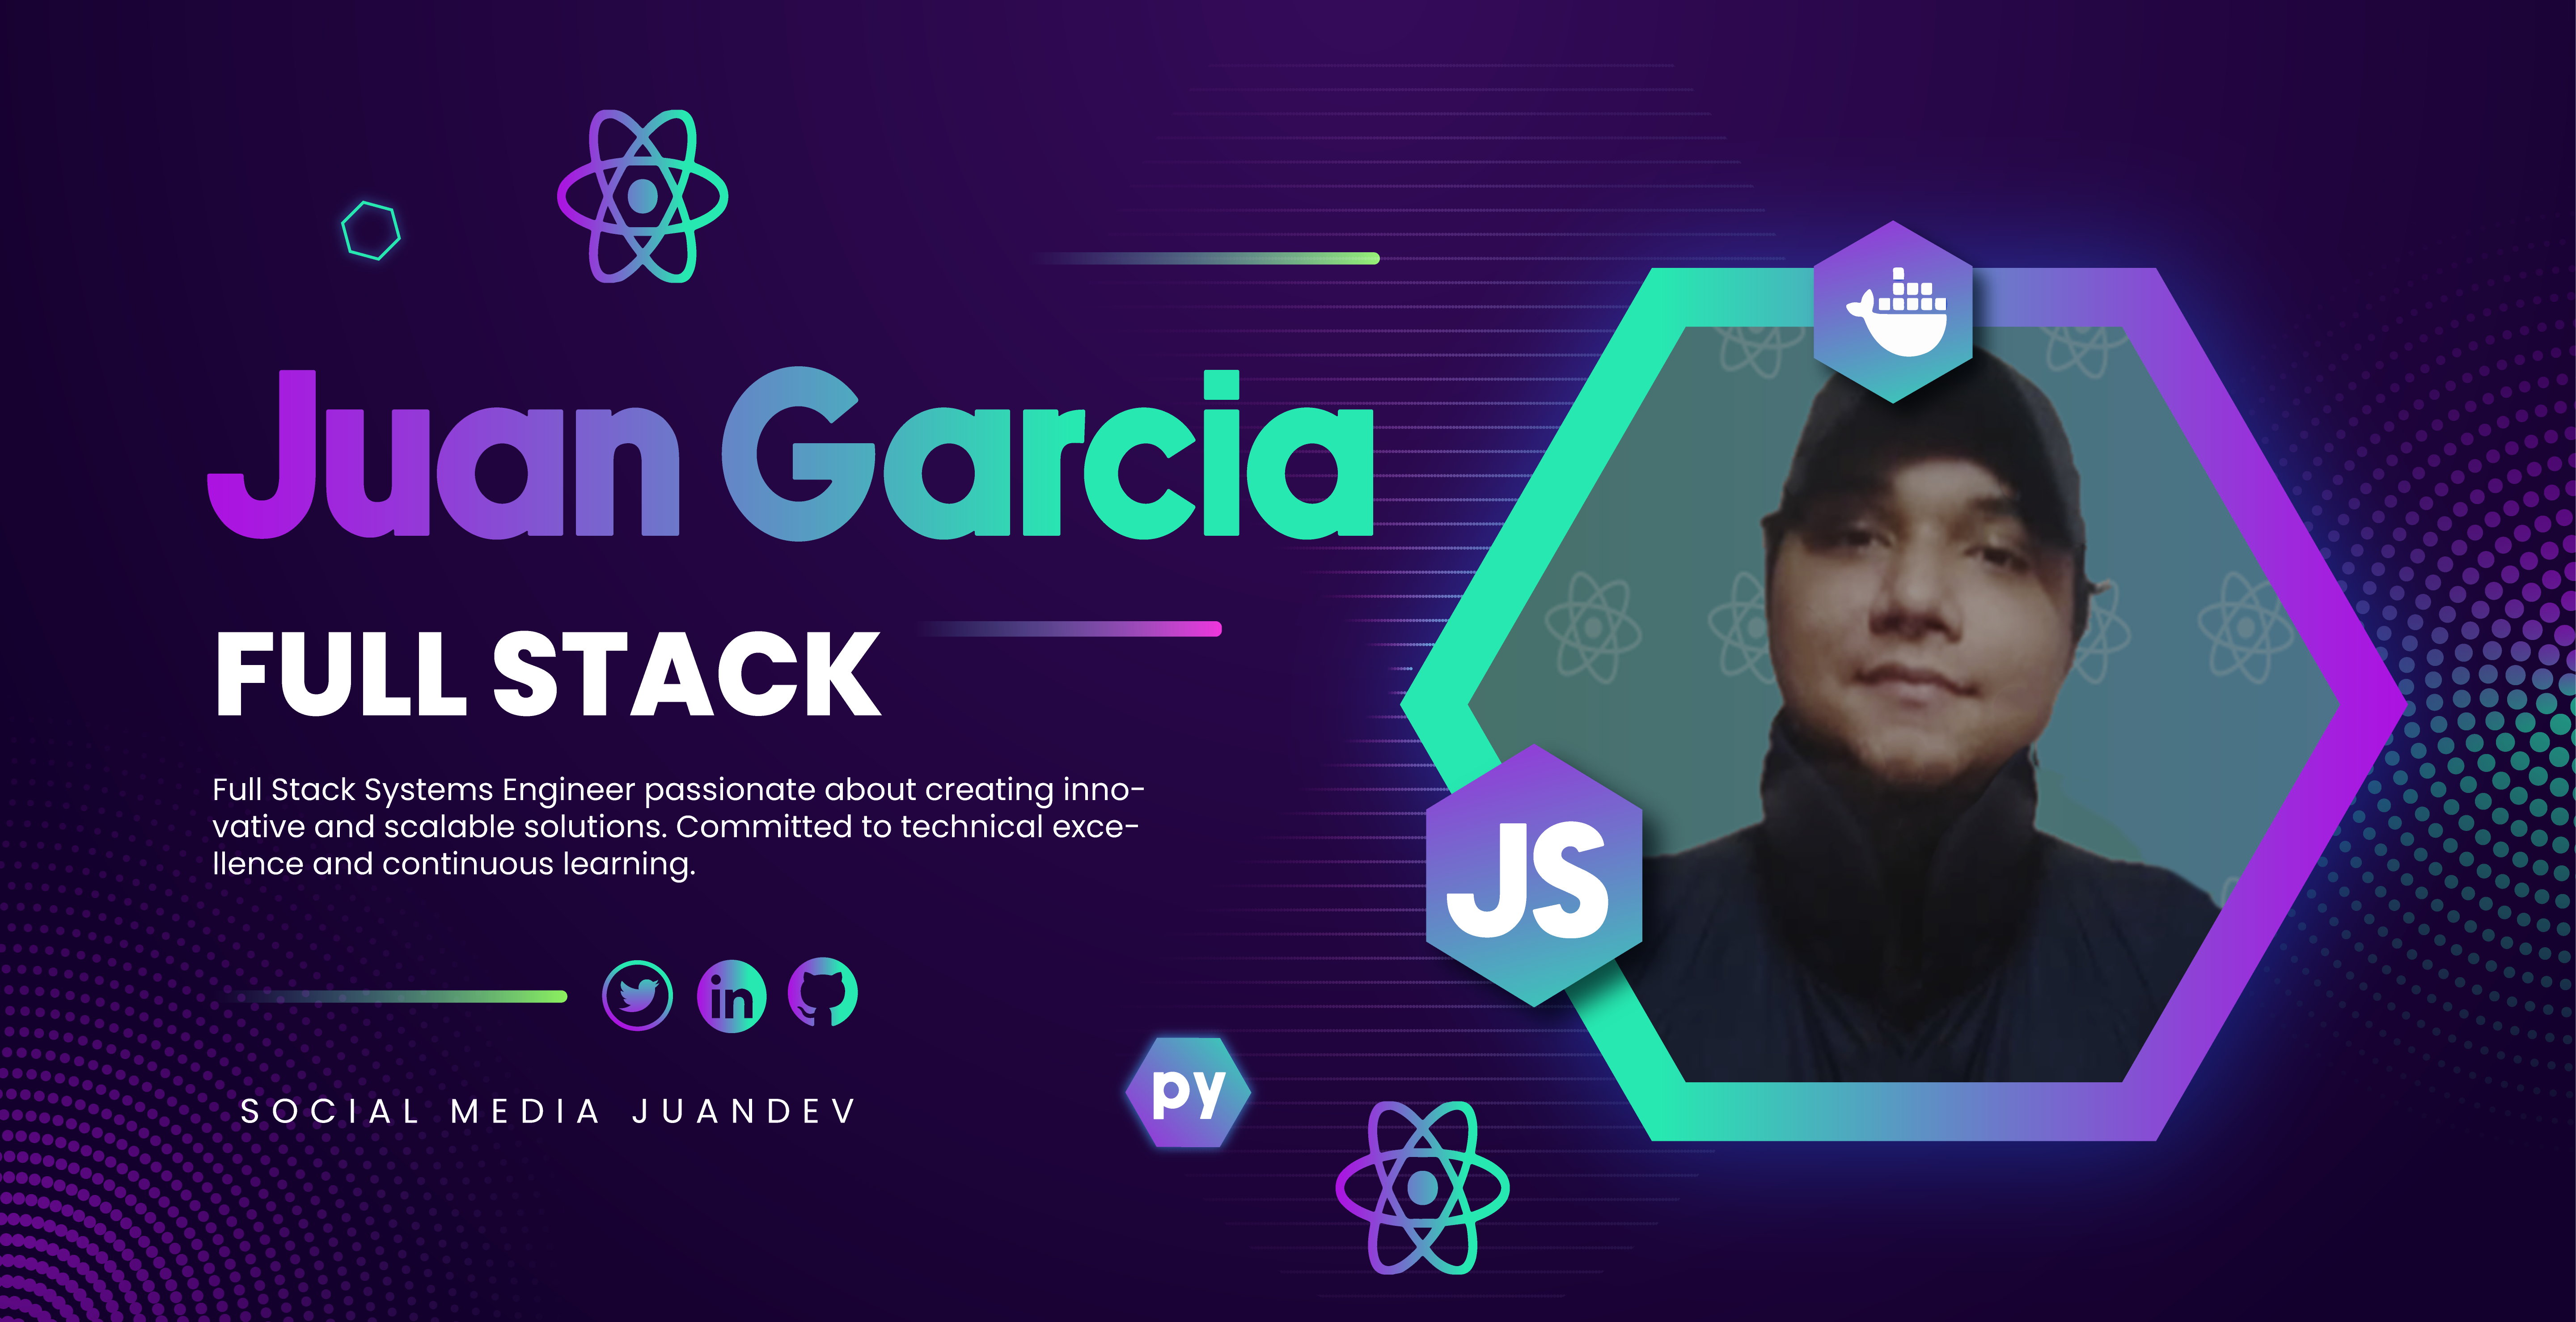 Juan Garcia
FULL STACK
Full Stack Systems Engineer passionate about creating inno-
vative and scalable solutions. Committed to technical exce-
llence and continuous learning.
in
SOCIAL MEDIA JUANDEV
JS
py